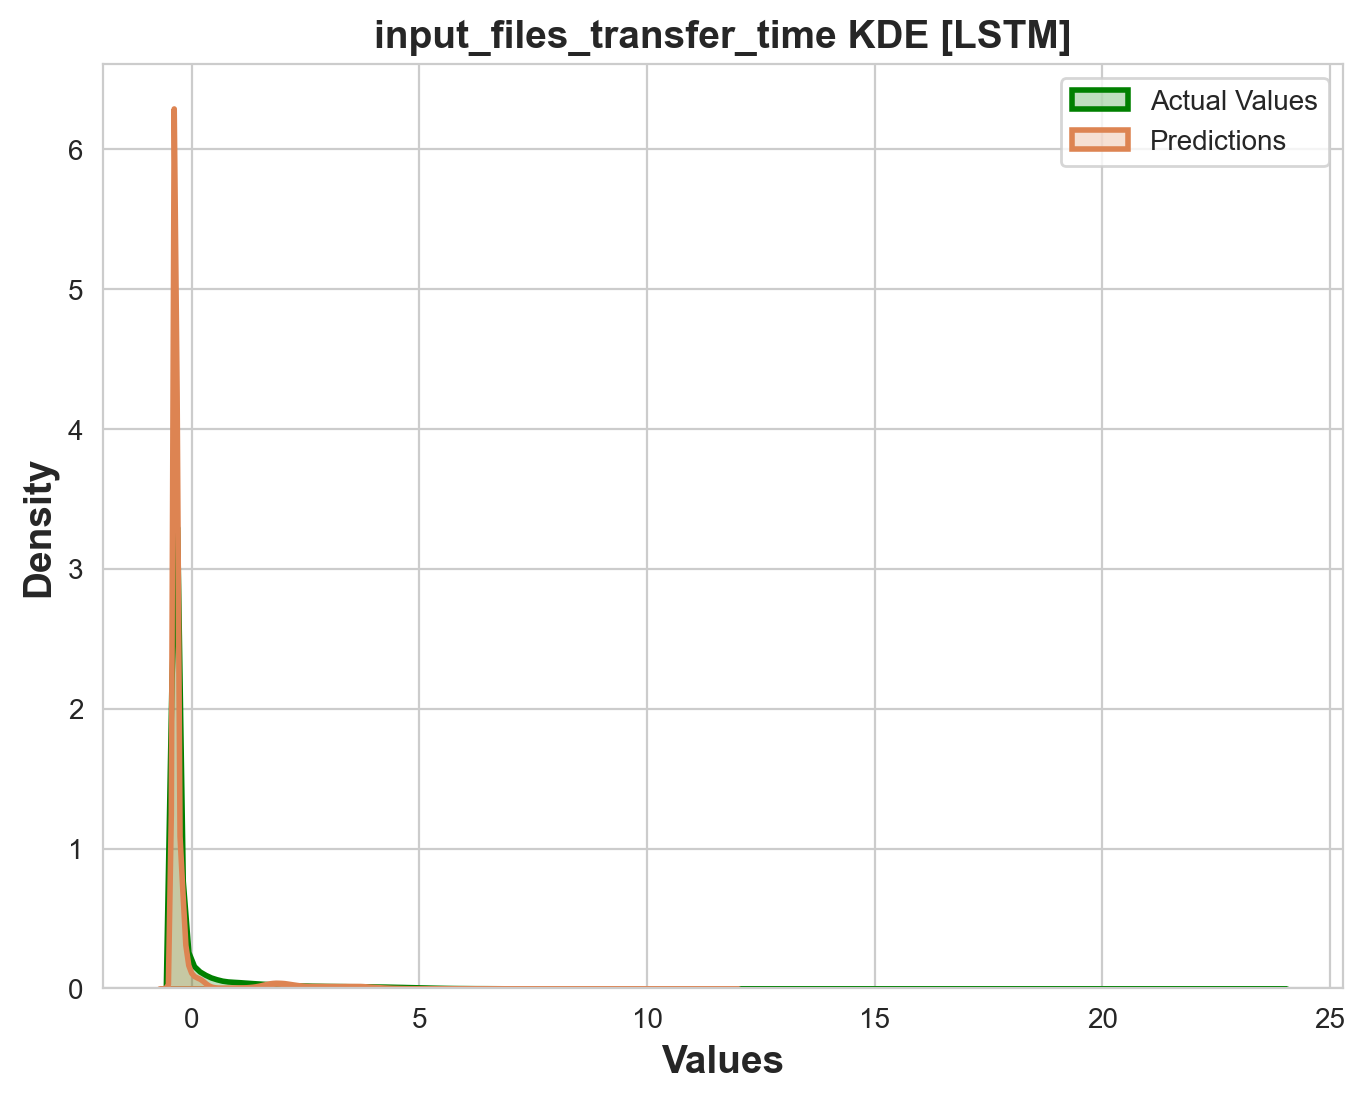 input_files_transfer_time KDE [LSTM]
Actual Values
Predictions
6
5
4
3
2
1
0
Density
0 5 10 15 20 25
Values